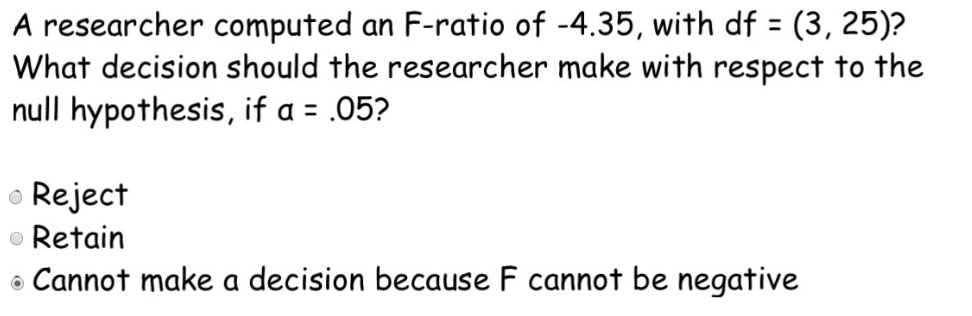 A researcher computed an F-ratio of -4.35, with df = (3, 25)?
What decision should the researcher make with respect to the
null hypothesis, if α = .05?
Reject
Retain
Cannot make a decision because F cannot be negative